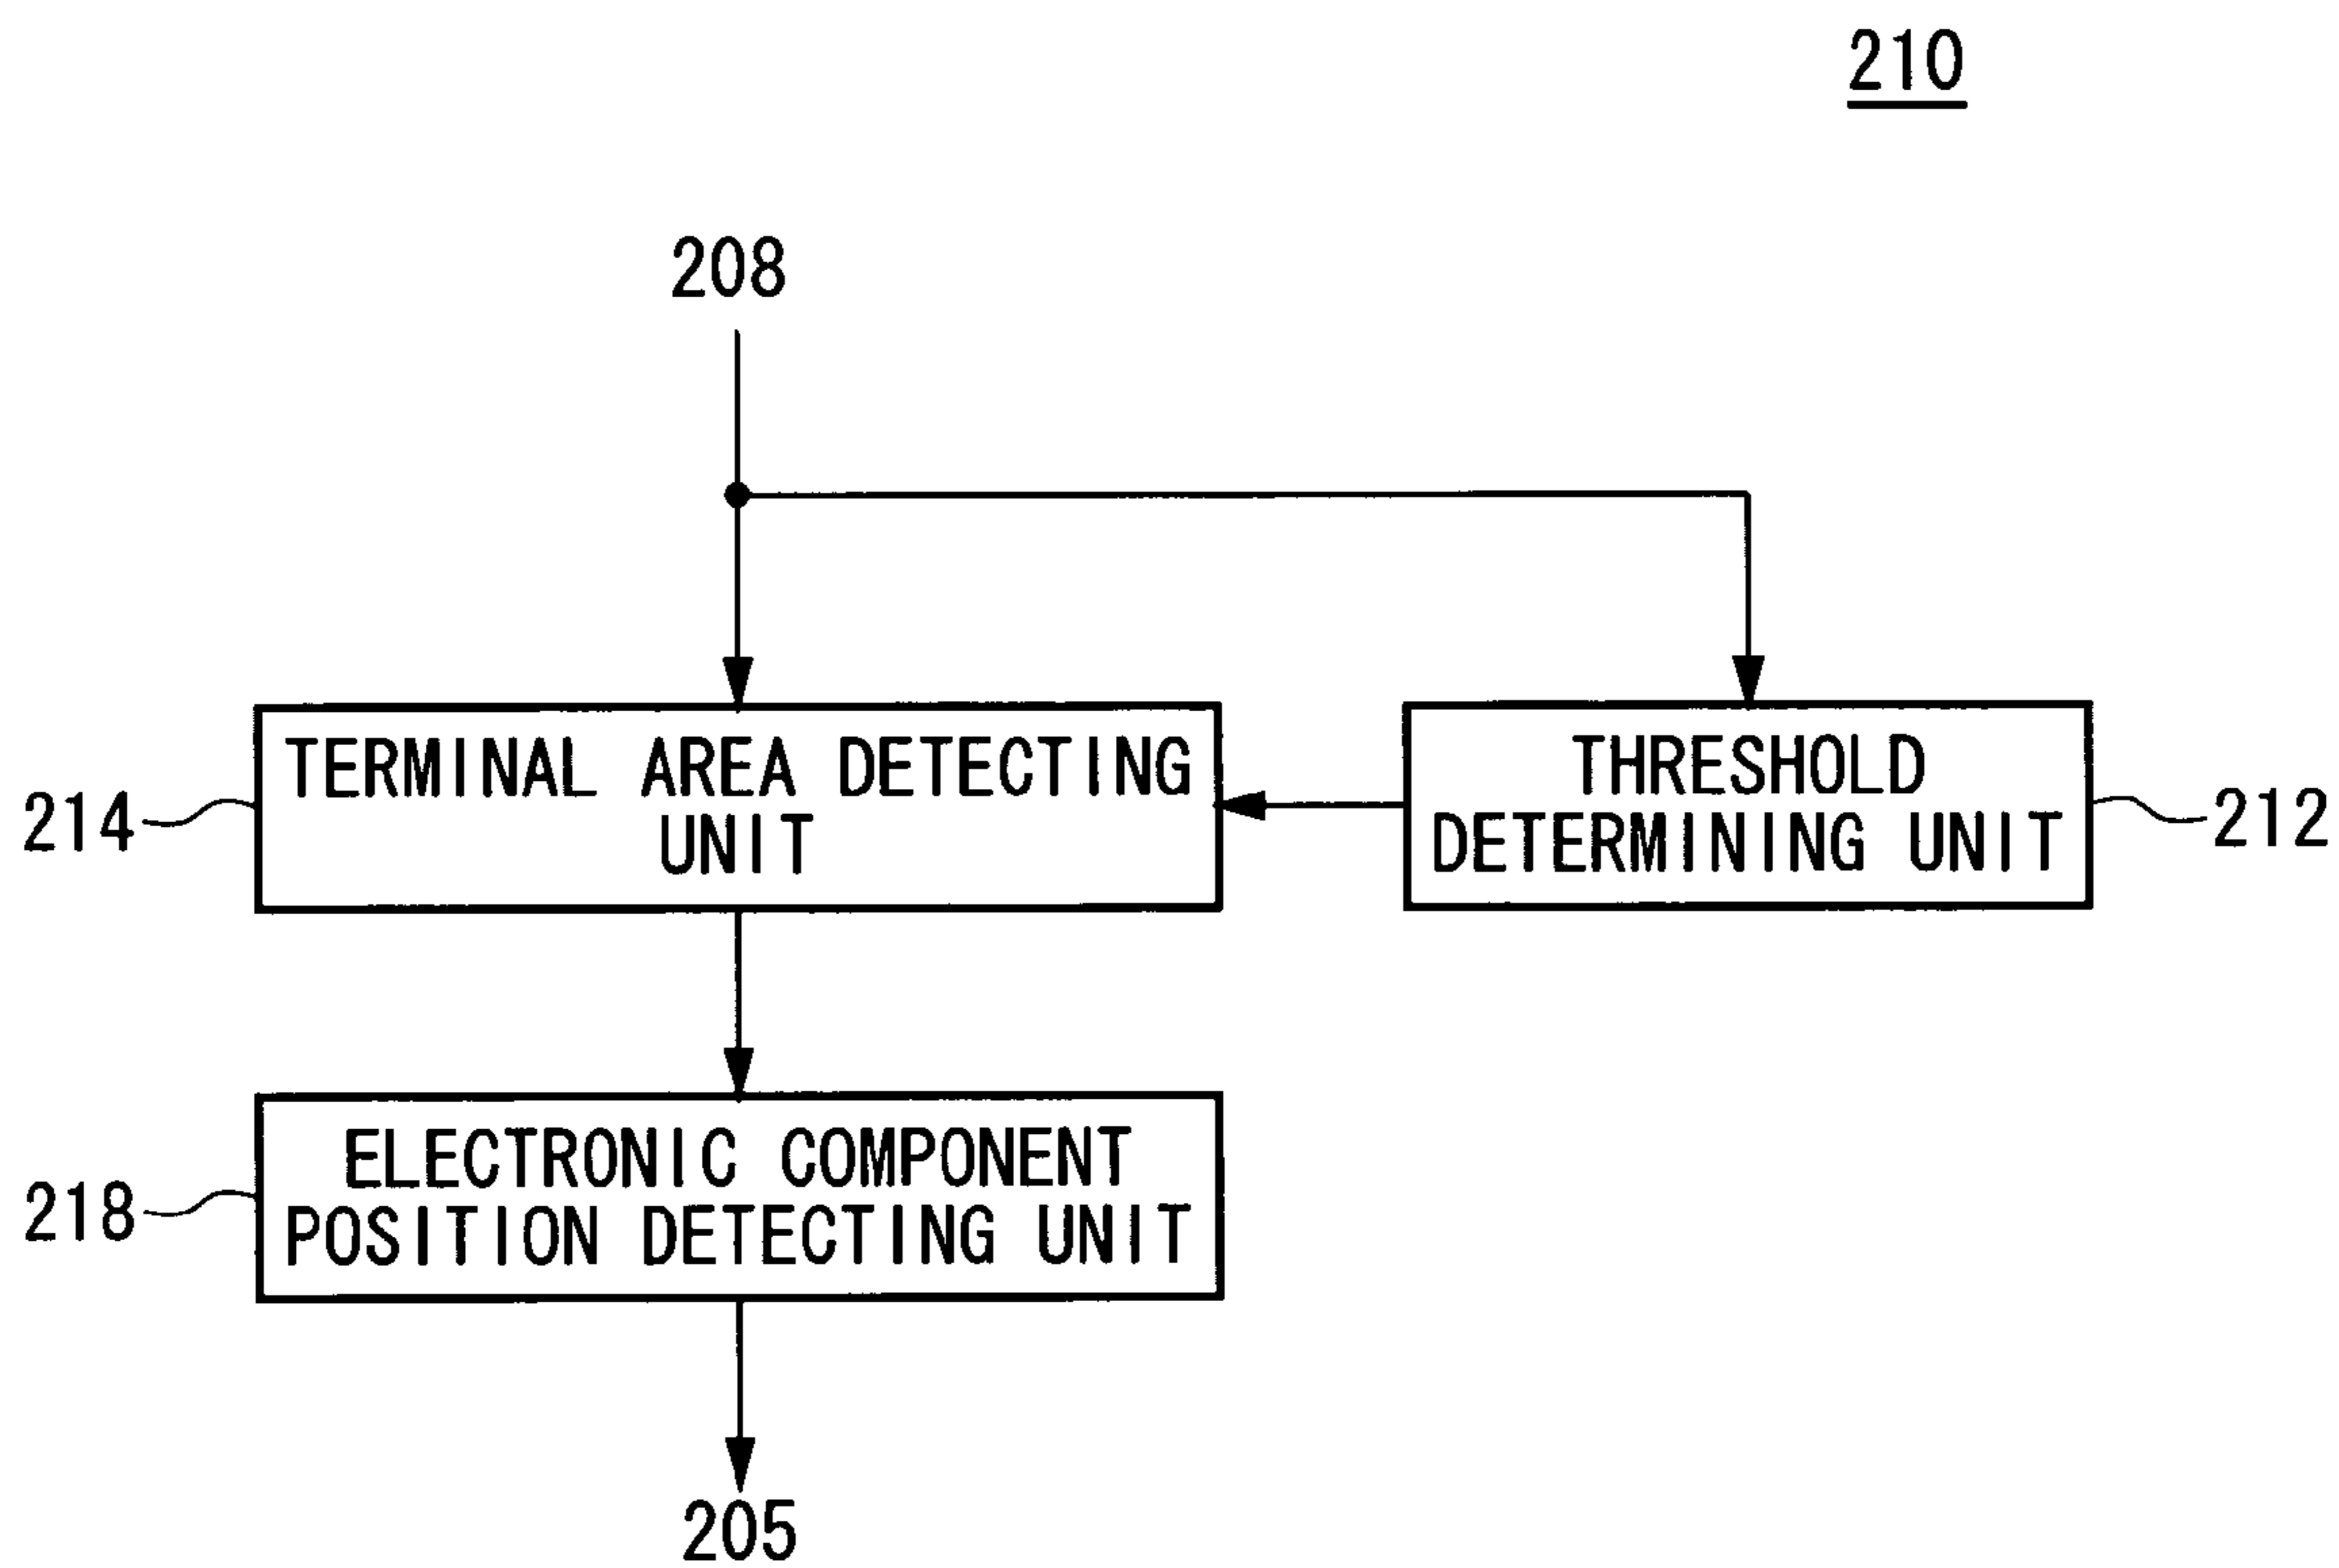 210
208
TERMINAL AREA DETECTING
UNIT
214
THRESHOLD
DETERMINING UNIT
212
ELECTRONIC COMPONENT
POSITION DETECTING UNIT
218
205